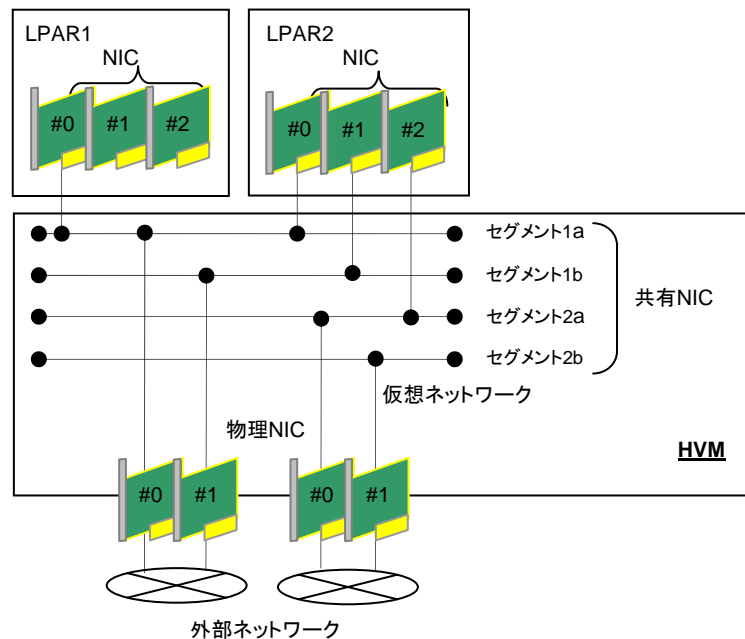 LPAR1
NIC
#0
#1
#2
LPAR2
NIC
#0
#1
#2
セグメント1a
セグメント1b
セグメント2a
セグメント2b
共有NIC
仮想ネットワーク
物理NIC
HVM
#0
#1
#0
#1
外部ネットワーク